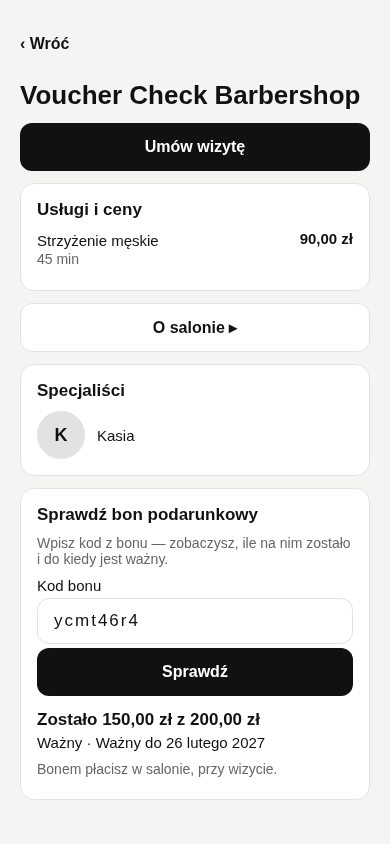 ‹ Wróć
Voucher Check Barbershop
Umów wizytę
Usługi i ceny
Strzyżenie męskie 90,00 zł
45 min
O salonie ▸
Specjaliści
K Kasia
Sprawdź bon podarunkowy
Wpisz kod z bonu — zobaczysz, ile na nim zostało
i do kiedy jest ważny.
Kod bonu
ycmt46r4
Sprawdź
Zostało 150,00 zł z 200,00 zł
Ważny · Ważny do 26 lutego 2027
Bonem płacisz w salonie, przy wizycie.